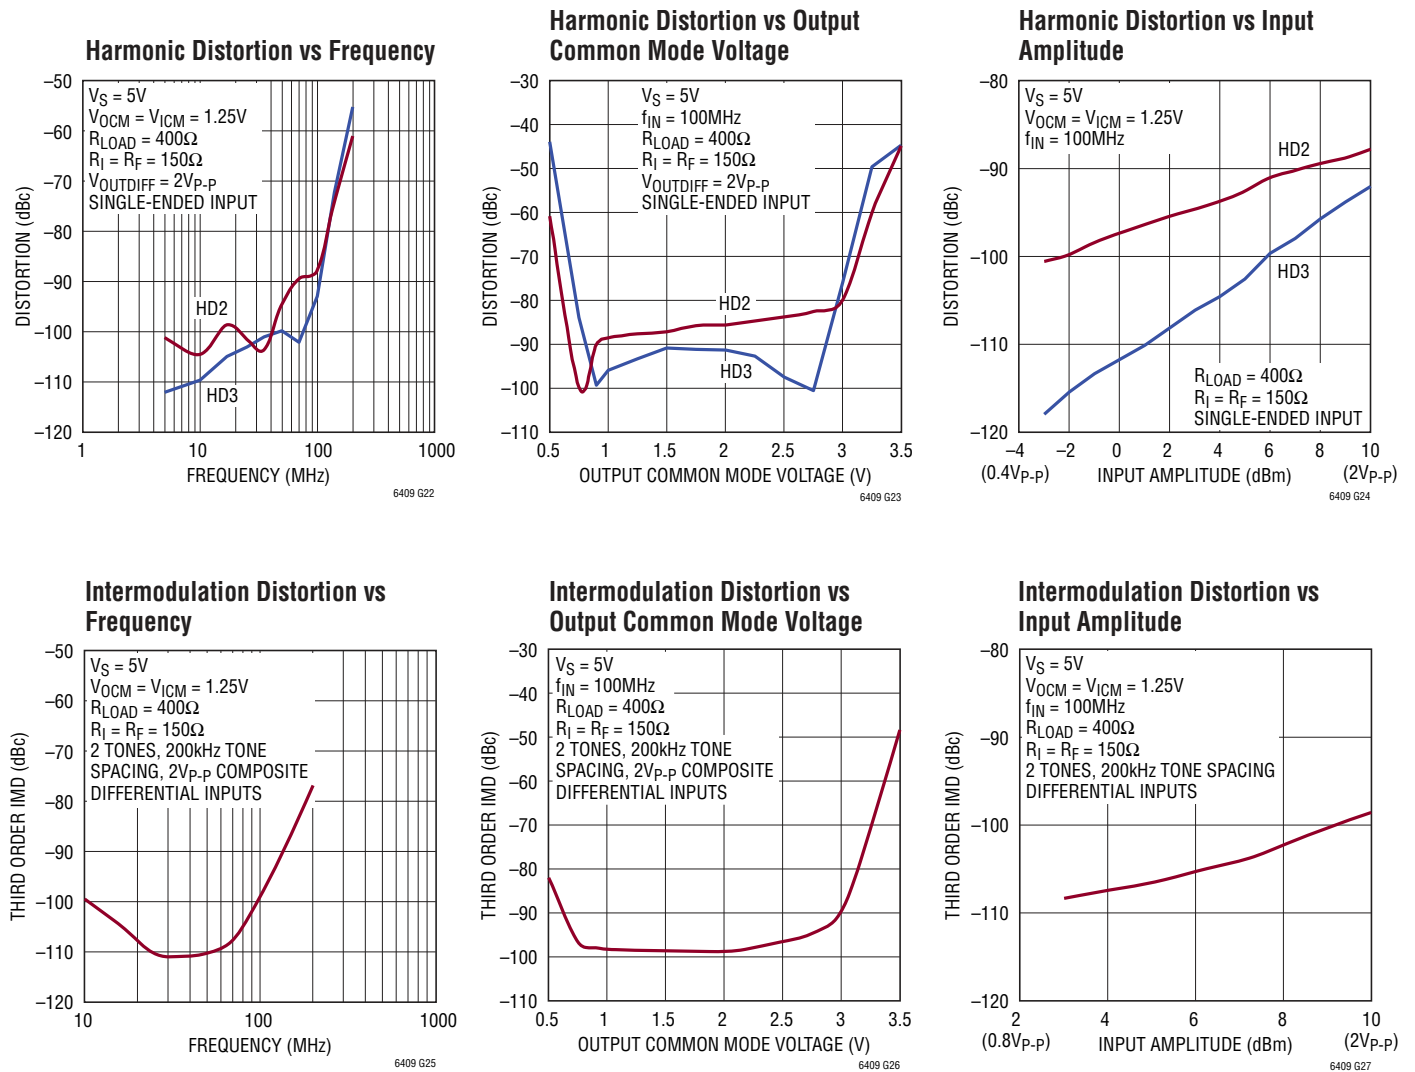 Harmonic Distortion vs Frequency
–50
–60
–70
–80
–90
–100
–110
–120
DISTORTION (dBc)
VS = 5V
VOCM = VICM = 1.25V
RLOAD = 400Ω
RI = RF = 150Ω
VOUTDIFF = 2VP-P
SINGLE-ENDED INPUT
HD2
HD3
1 10 100 1000
FREQUENCY (MHz)
6409 G22
Harmonic Distortion vs Output
Common Mode Voltage
–30
–40
–50
–60
–70
–80
–90
–100
–110
DISTORTION (dBc)
VS = 5V
fIN = 100MHz
RLOAD = 400Ω
RI = RF = 150Ω
VOUTDIFF = 2VP-P
SINGLE-ENDED INPUT
HD2
HD3
0.5 1 1.5 2 2.5 3 3.5
OUTPUT COMMON MODE VOLTAGE (V)
6409 G23
Harmonic Distortion vs Input
Amplitude
–80
–90
–100
–110
–120
DISTORTION (dBc)
VS = 5V
VOCM = VICM = 1.25V
fIN = 100MHz
HD2
HD3
RLOAD = 400Ω
RI = RF = 150Ω
SINGLE-ENDED INPUT
–4 –2 0 2 4 6 8 10
(0.4VP-P) INPUT AMPLITUDE (dBm) (2VP-P)
6409 G24
Intermodulation Distortion vs
Frequency
–50
–60
–70
–80
–90
–100
–110
–120
THIRD ORDER IMD (dBc)
VS = 5V
VOCM = VICM = 1.25V
RLOAD = 400Ω
RI = RF = 150Ω
2 TONES, 200kHz TONE
SPACING, 2VP-P COMPOSITE
DIFFERENTIAL INPUTS
10 100 1000
FREQUENCY (MHz)
6409 G25
Intermodulation Distortion vs
Output Common Mode Voltage
–30
–40
–50
–60
–70
–80
–90
–100
–110
THIRD ORDER IMD (dBc)
VS = 5V
fIN = 100MHz
RLOAD = 400Ω
RI = RF = 150Ω
2 TONES, 200kHz TONE
SPACING, 2VP-P COMPOSITE
DIFFERENTIAL INPUTS
0.5 1 1.5 2 2.5 3 3.5
OUTPUT COMMON MODE VOLTAGE (V)
6409 G26
Intermodulation Distortion vs
Input Amplitude
–80
–90
–100
–110
–120
THIRD ORDER IMD (dBc)
VS = 5V
VOCM = VICM = 1.25V
fIN = 100MHz
RLOAD = 400Ω
RI = RF = 150Ω
2 TONES, 200kHz TONE SPACING
DIFFERENTIAL INPUTS
2 4 6 8 10
(0.8VP-P) INPUT AMPLITUDE (dBm) (2VP-P)
6409 G27